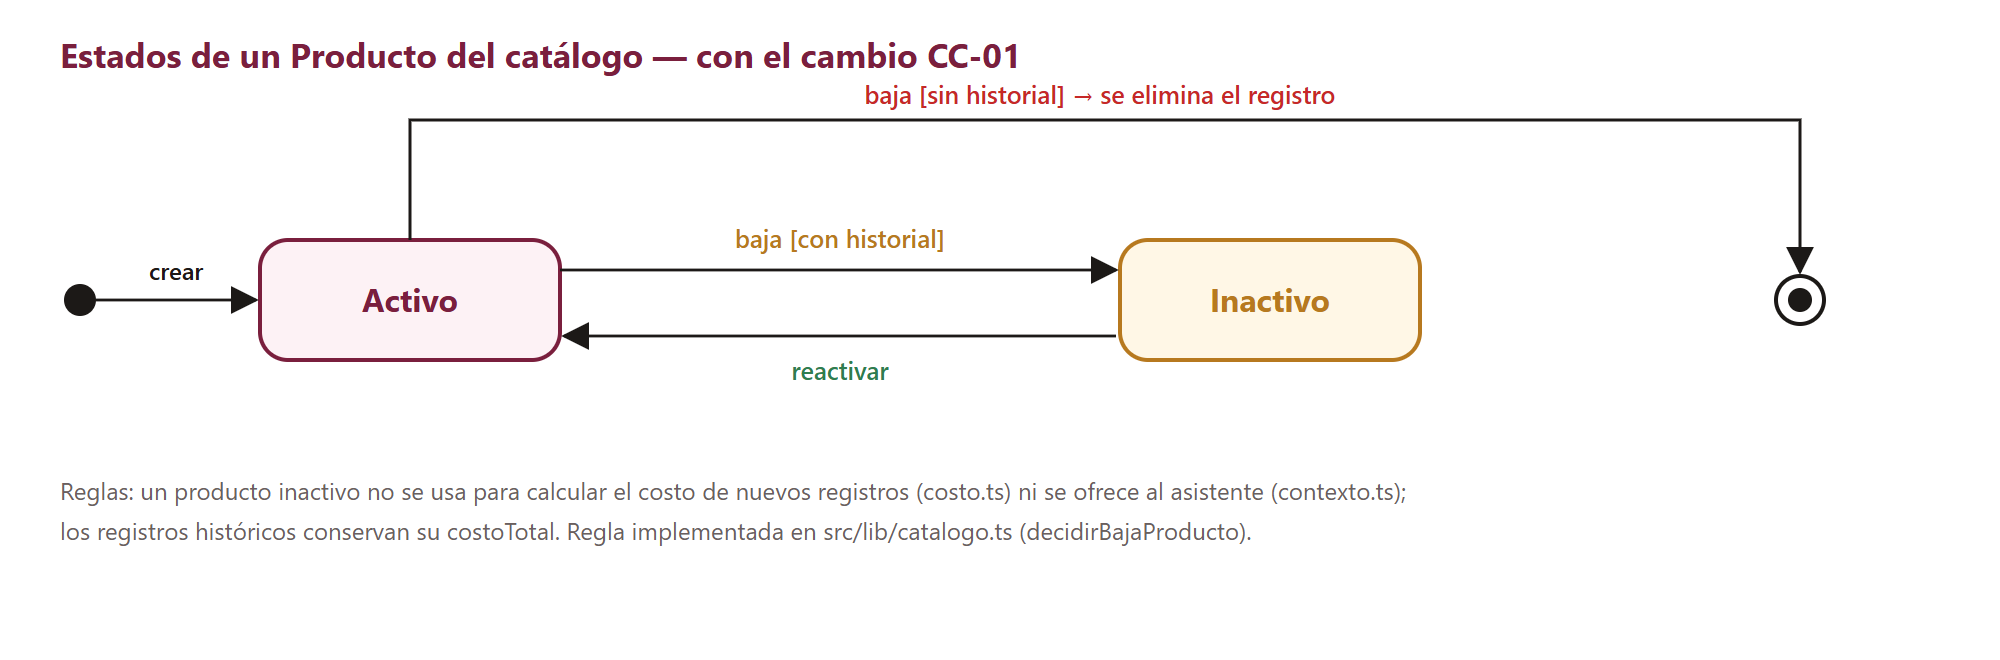 Estados de un Producto del catálogo — con el cambio CC-01
baja [sin historial] → se elimina el registro
baja [con historial]
crear
Activo
Inactivo
reactivar
Reglas: un producto inactivo no se usa para calcular el costo de nuevos registros (costo.ts) ni se ofrece al asistente (contexto.ts);
los registros históricos conservan su costoTotal. Regla implementada en src/lib/catalogo.ts (decidirBajaProducto).